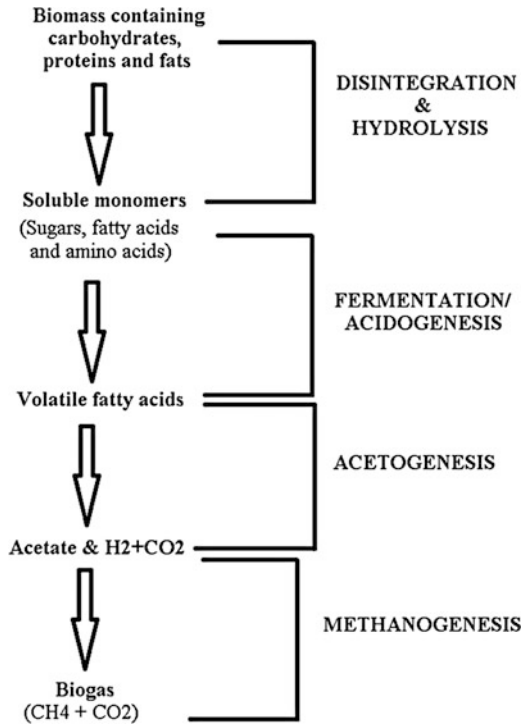 Biomass containing
carbohydrates,
proteins and fats
DISINTEGRATION
&
HYDROLYSIS
Soluble monomers
(Sugars, fatty acids
and amino acids)
FERMENTATION/
ACIDOGENESIS
Volatile fatty acids
ACETOGENESIS
Acetate & H2+CO2
METHANOGENESIS
Biogas
(CH4 + CO2)